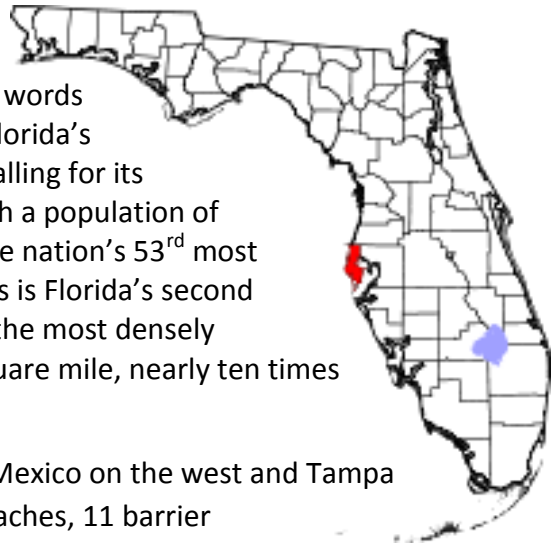 words
lorida’s
alling for its
h a population of
e nation’s 53rd most
s is Florida’s second
the most densely
uare mile, nearly ten times
Mexico on the west and Tampa
aches, 11 barrier